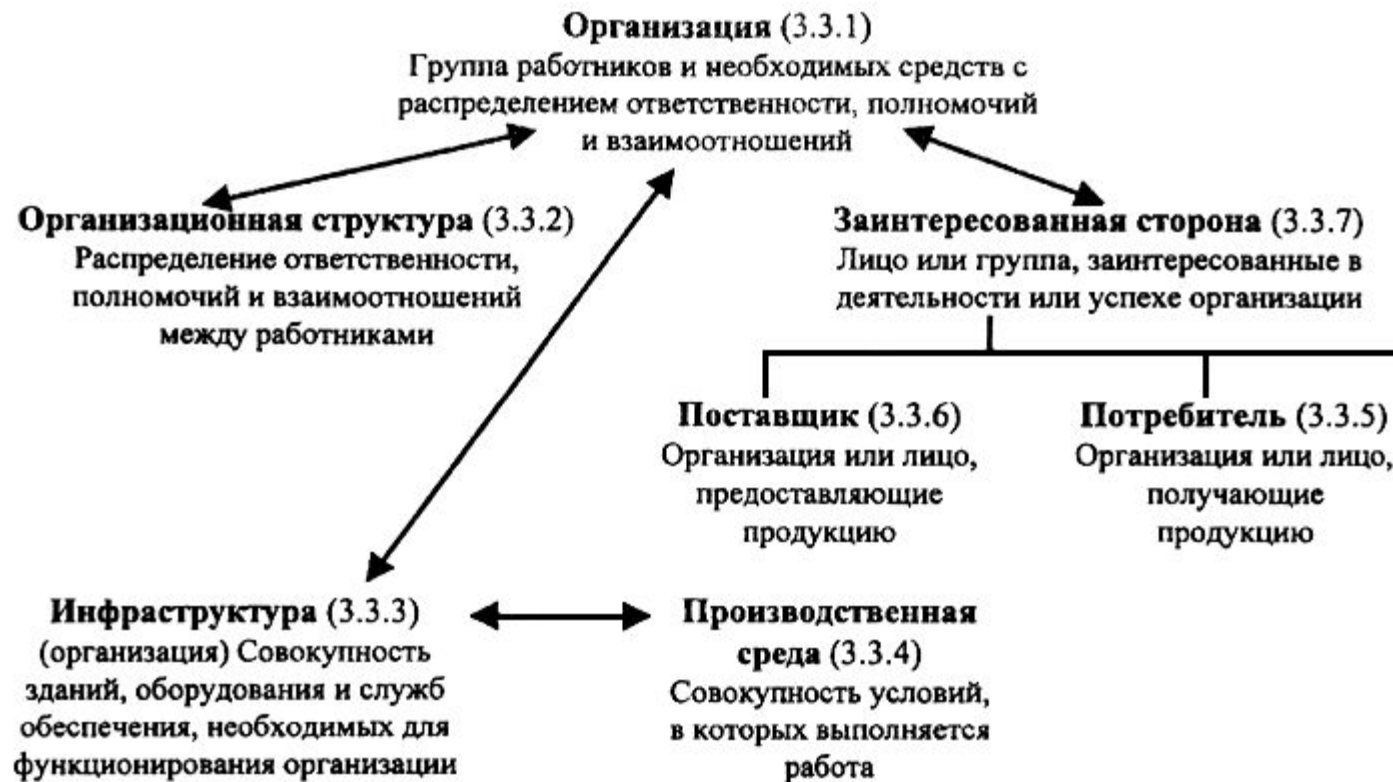 Организация (3.3.1)
Группа работников и необходимых средств с
распределением ответственности, полномочий
и взаимоотношений
Организационная структура (3.3.2)
Распределение ответственности,
полномочий и взаимоотношений
между работниками
Заинтересованная сторона (3.3.7)
Лицо или группа, заинтересованные в
деятельности или успехе организации
Поставщик (3.3.6)
Организация или лицо,
предоставляющие
продукцию
Потребитель (3.3.5)
Организация или лицо,
получающие
продукцию
Инфраструктура (3.3.3)
(организация) Совокупность
зданий, оборудования и служб
обеспечения, необходимых для
функционирования организации
Производственная
среда (3.3.4)
Совокупность условий,
в которых выполняется
работа